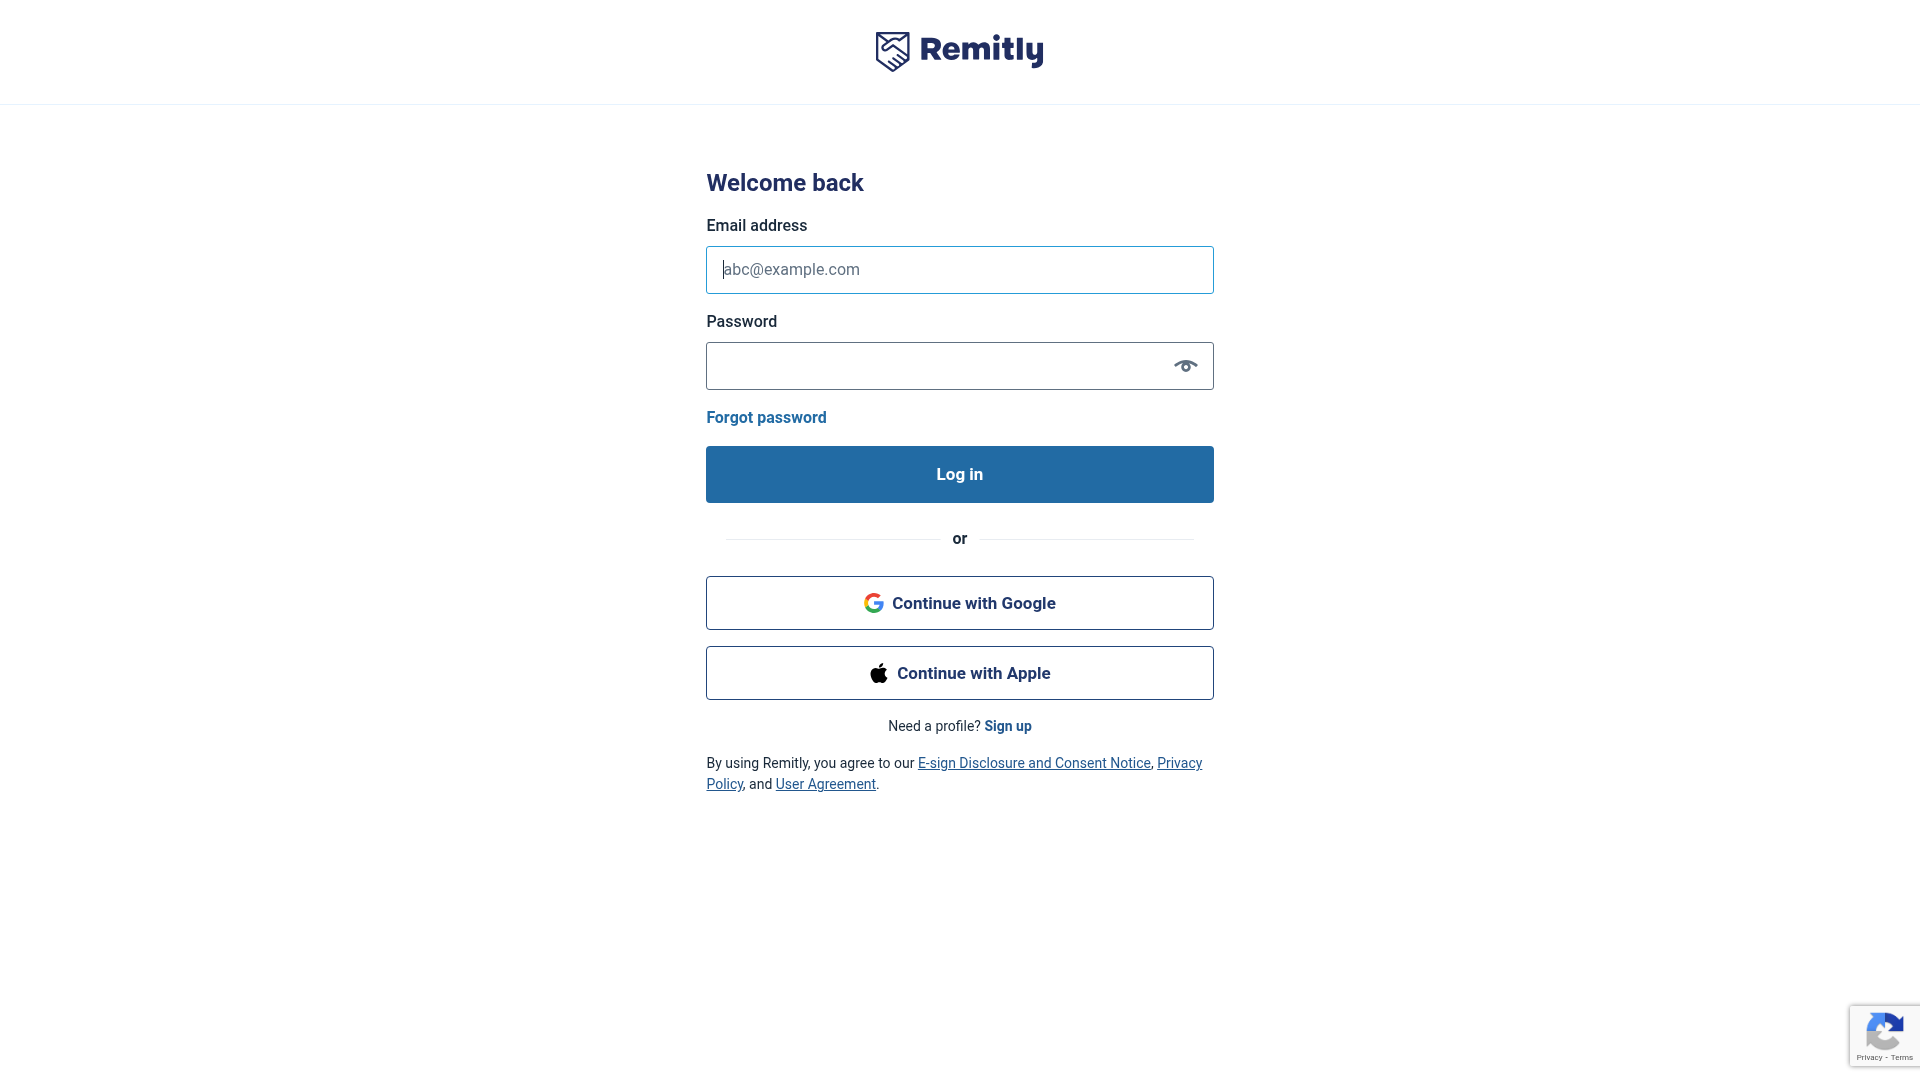 Remitly
Welcome back
Email address
abc@example.com
Password
Forgot password
Log in
or
Continue with Google
Continue with Apple
Need a profile? Sign up
By using Remitly, you agree to our E-sign Disclosure and Consent Notice, Privacy
Policy, and User Agreement.
Privacy - Terms